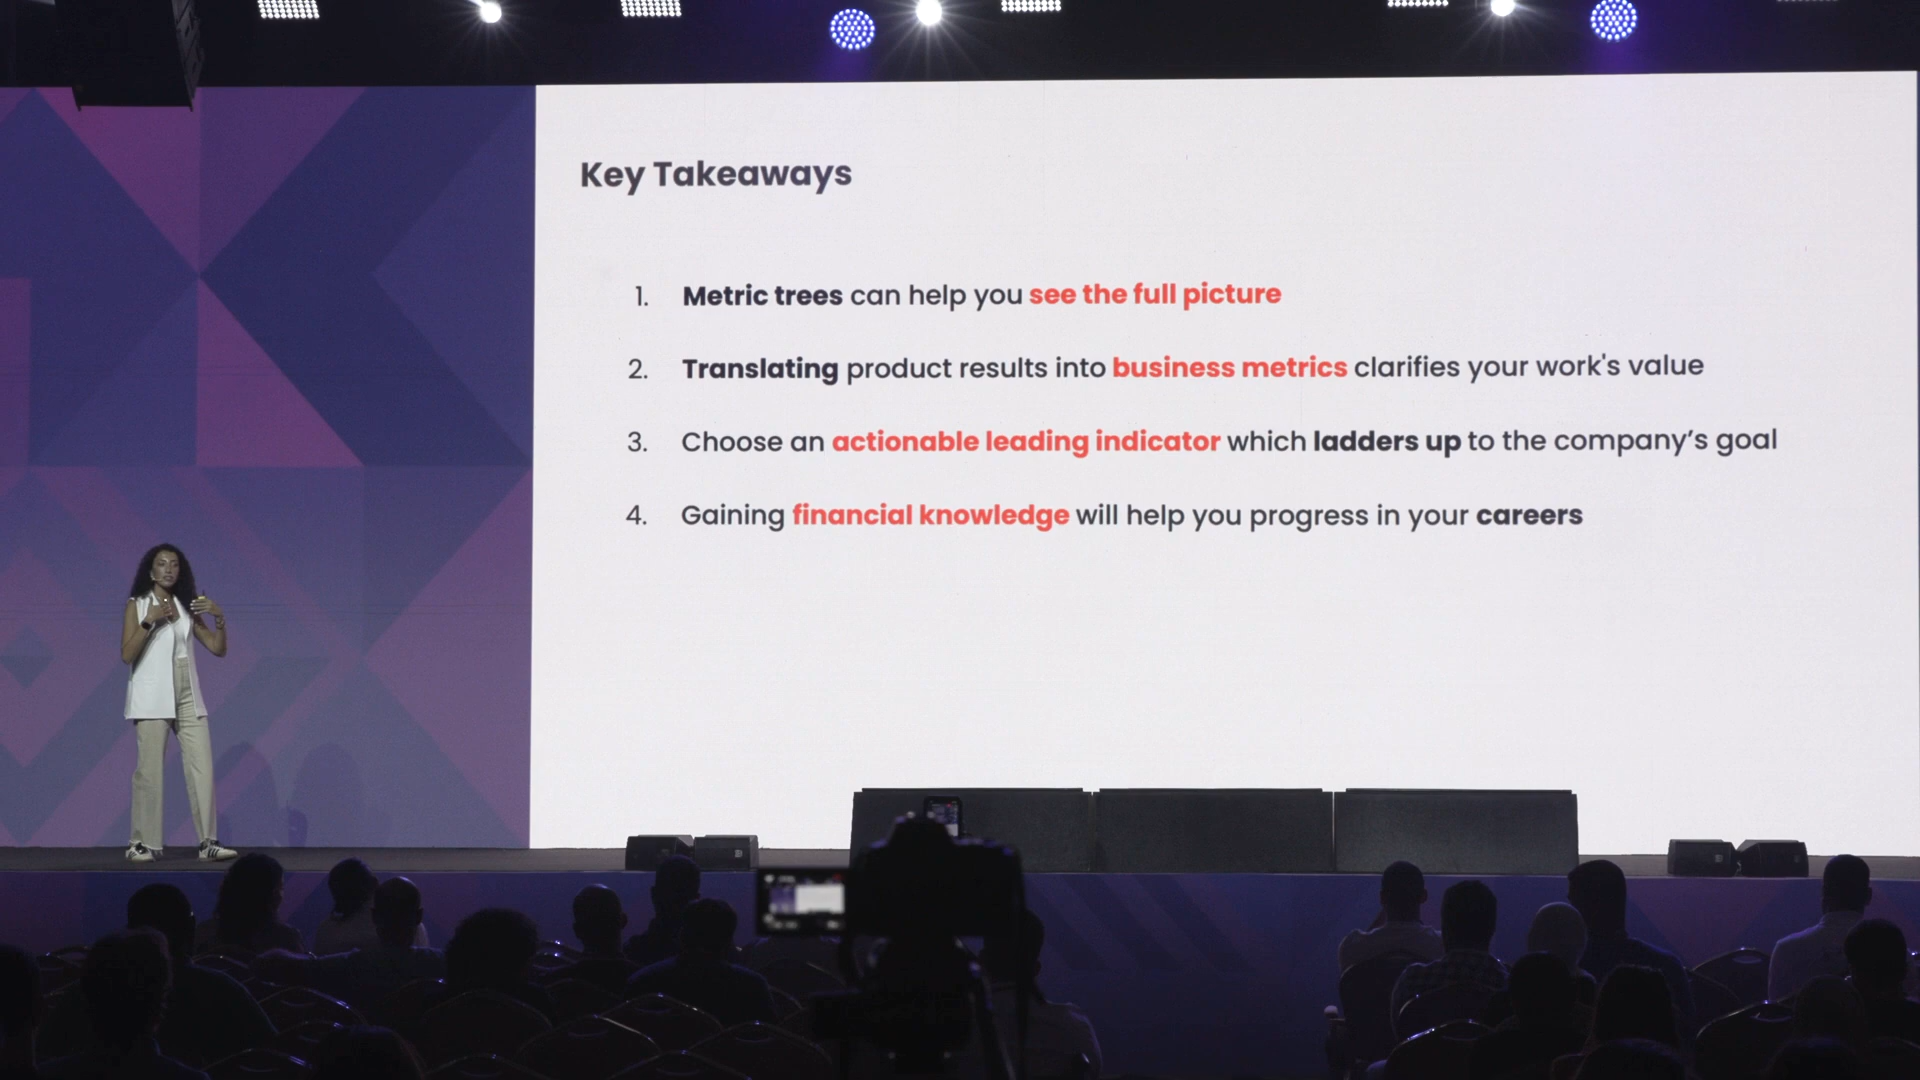 Key Takeaways
1. Metric trees can help you see the full picture
2. Translating product results into business metrics clarifies your work's value
3. Choose an actionable leading indicator which ladders up to the company’s goal
4. Gaining financial knowledge will help you progress in your careers